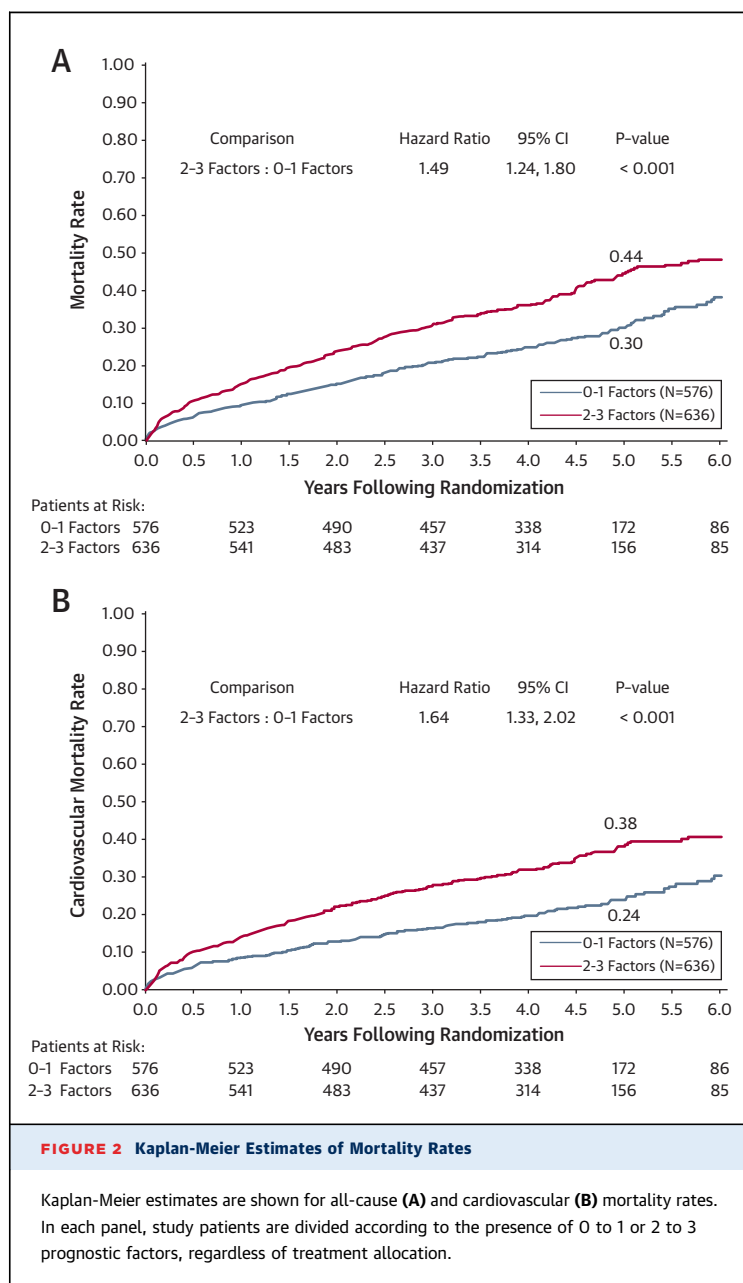 A
1.00
0.90
0.80
0.70
0.60
0.50
0.40
0.30
0.20
0.10
0.00
Mortality Rate
Comparison Hazard Ratio 95% CI P-value
2-3 Factors : 0-1 Factors 1.49 1.24, 1.80 < 0.001
0.44
0.30
0-1 Factors (N=576)
2-3 Factors (N=636)
0.0 0.5 1.0 1.5 2.0 2.5 3.0 3.5 4.0 4.5 5.0 5.5 6.0
Years Following Randomization
Patients at Risk:
0-1 Factors 576 523 490 457 338 172 86
2-3 Factors 636 541 483 437 314 156 85
B
1.00
0.90
0.80
0.70
0.60
0.50
0.40
0.30
0.20
0.10
0.00
Cardiovascular Mortality Rate
Comparison Hazard Ratio 95% CI P-value
2-3 Factors : 0-1 Factors 1.64 1.33, 2.02 < 0.001
0.38
0.24
0-1 Factors (N=576)
2-3 Factors (N=636)
0.0 0.5 1.0 1.5 2.0 2.5 3.0 3.5 4.0 4.5 5.0 5.5 6.0
Years Following Randomization
Patients at Risk:
0-1 Factors 576 523 490 457 338 172 86
2-3 Factors 636 541 483 437 314 156 85
FIGURE 2 Kaplan-Meier Estimates of Mortality Rates
Kaplan-Meier estimates are shown for all-cause (A) and cardiovascular (B) mortality rates.
In each panel, study patients are divided according to the presence of 0 to 1 or 2 to 3
prognostic factors, regardless of treatment allocation.